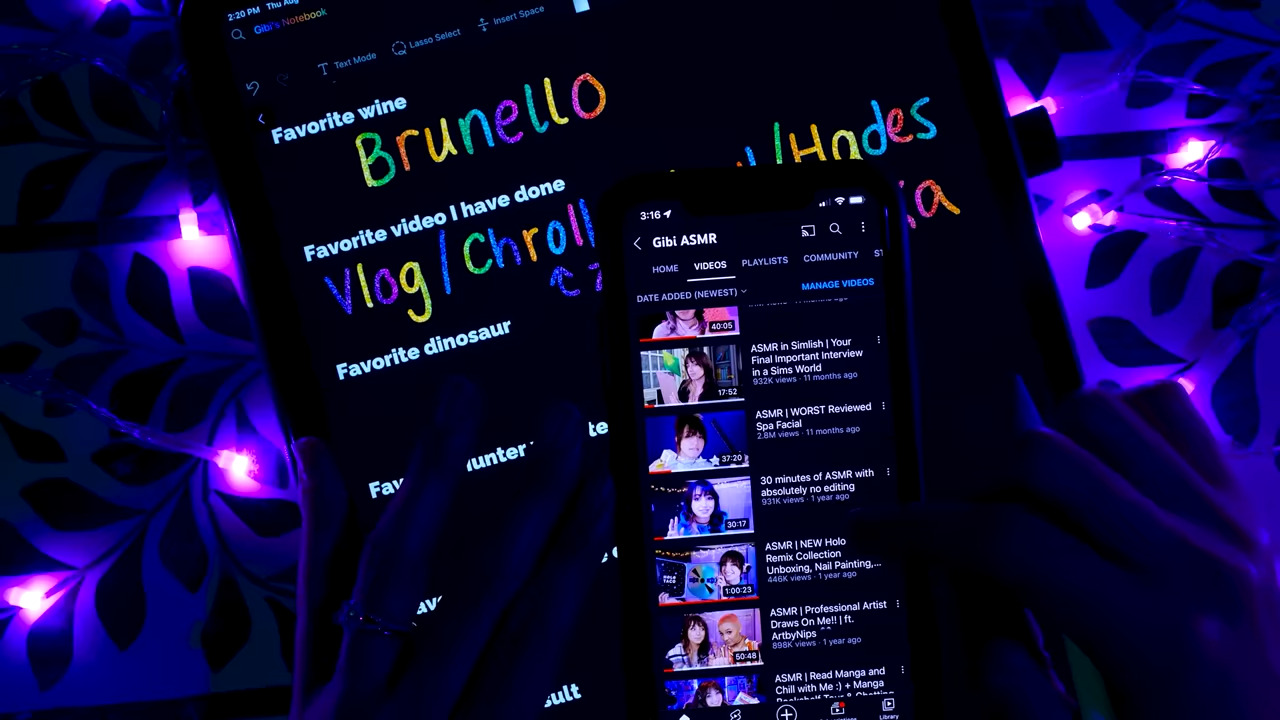 2:20 PM Thu Aug
Gibi's Notebook
Text Mode
Lasso Select
Insert Space
Favorite wine
Brunello
/Hades
Favorite video I have done
Vlog/Chroll
Favorite dinosaur
3:16
Gibi ASMR
HOME VIDEOS PLAYLISTS COMMUNITY
DATE ADDED (NEWEST)
MANAGE VIDEOS
40:05
ASMR in Simlish | Your
Final Important Interview
in a Sims World
932K views · 11 months ago
17:52
ASMR | WORST Reviewed
Spa Facial
2.8M views · 11 months ago
37:20
30 minutes of ASMR with
absolutely no editing
931K views · 1 year ago
30:17
ASMR | NEW Holo
Remix Collection
Unboxing, Nail Painting,...
446K views · 1 year ago
1:00:23
ASMR | Professional Artist
Draws On Me!! | ft.
ArtbyNips
898K views · 1 year ago
50:48
ASMR | Read Manga and
Chill with Me :) + Manga
Library